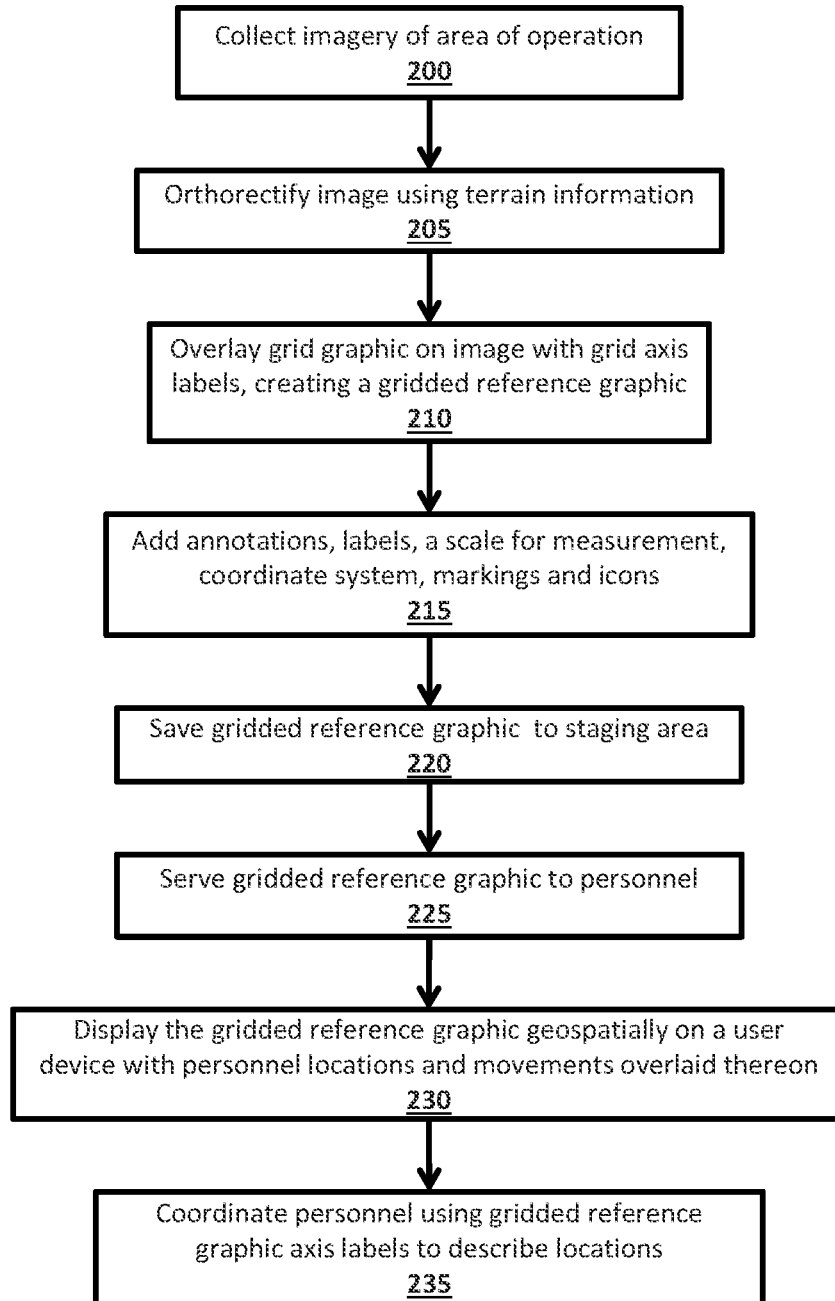 Collect imagery of area of operation
200
Orthorectify image using terrain information
205
Overlay grid graphic on image with grid axis
labels, creating a gridded reference graphic
210
Add annotations, labels, a scale for measurement,
coordinate system, markings and icons
215
Save gridded reference graphic to staging area
220
Serve gridded reference graphic to personnel
225
Display the gridded reference graphic geospatially on a user
device with personnel locations and movements overlaid thereon
230
Coordinate personnel using gridded reference
graphic axis labels to describe locations
235